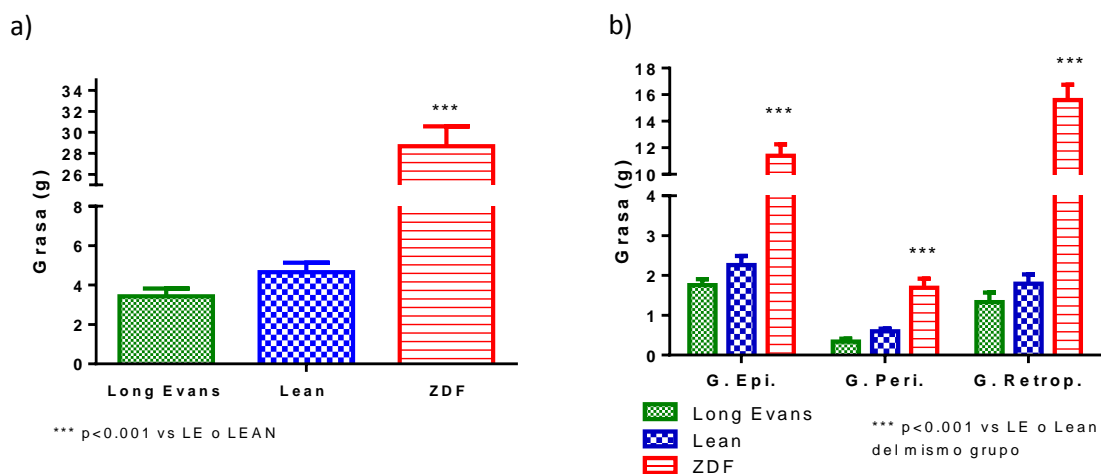 a)
Grasa (g)
34
32
30
28
26
8
6
4
2
0
***
Long Evans Lean ZDF
*** p<0.001 vs LE o LEAN
b)
Grasa (g)
18
16
14
12
10
4
3
2
1
0
***
***
***
G. Epi. G. Peri. G. Retrop.
Long Evans
Lean
ZDF
*** p<0.001 vs LE o Lean
del mismo grupo